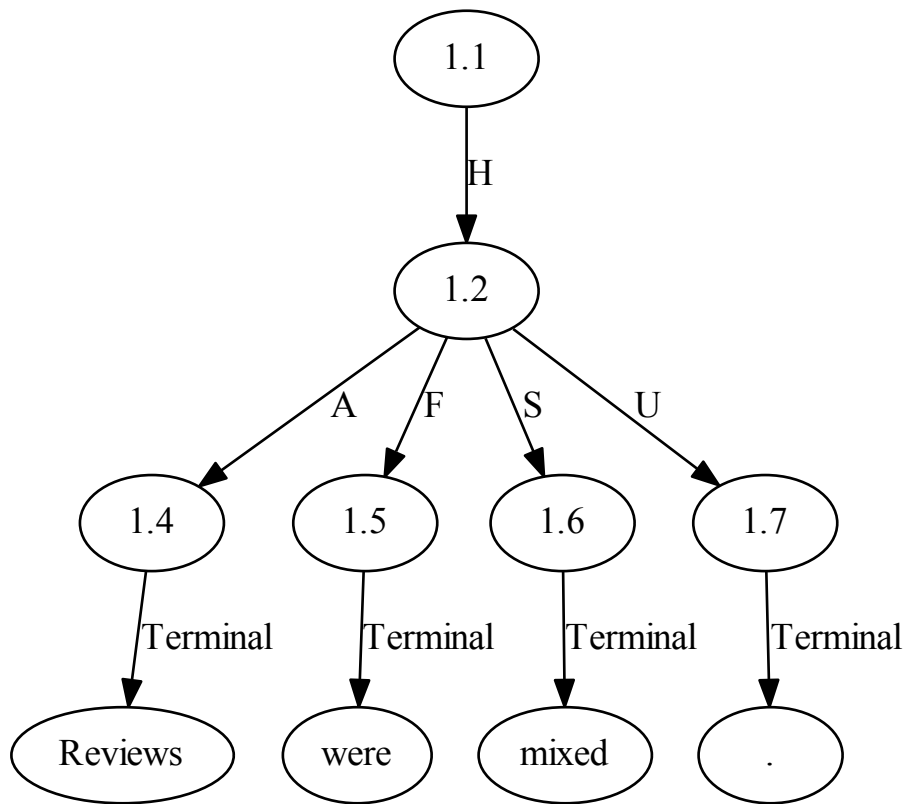 1.1
H
1.2
A F S U
1.4 1.5 1.6 1.7
Terminal Terminal Terminal Terminal
Reviews were mixed .